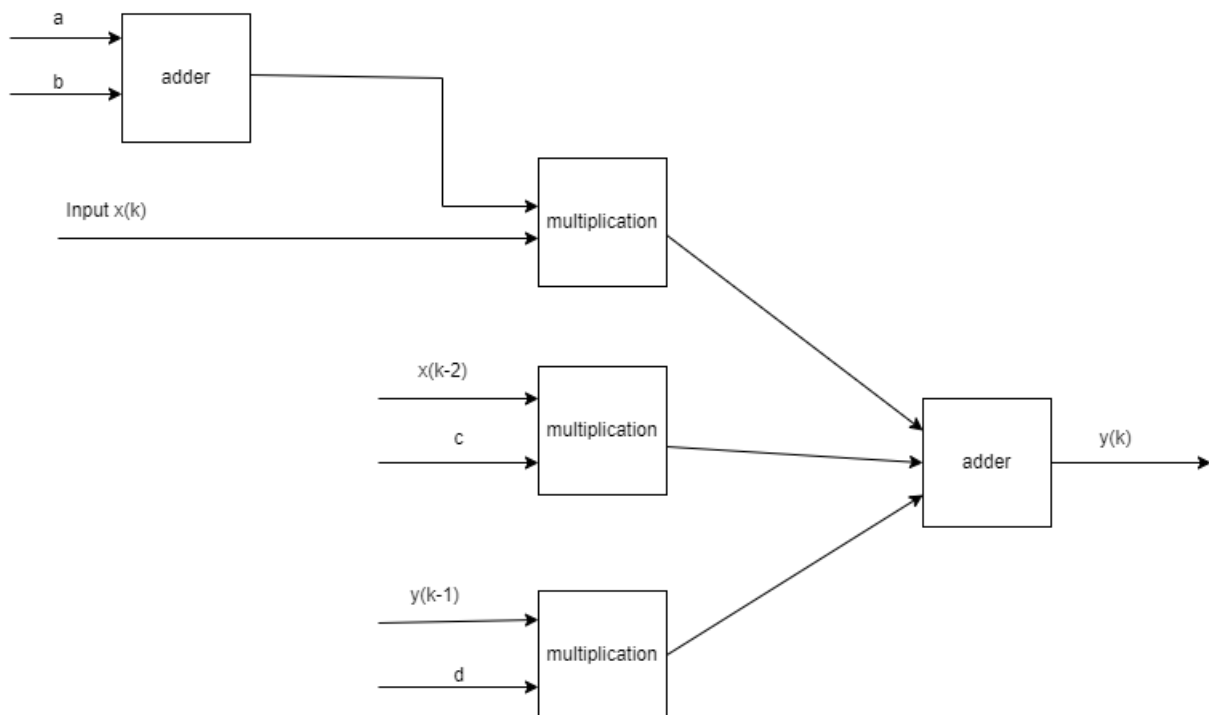 a
adder
b
Input x(k)
multiplication
x(k-2)
multiplication
c
y(k)
adder
y(k-1)
multiplication
d